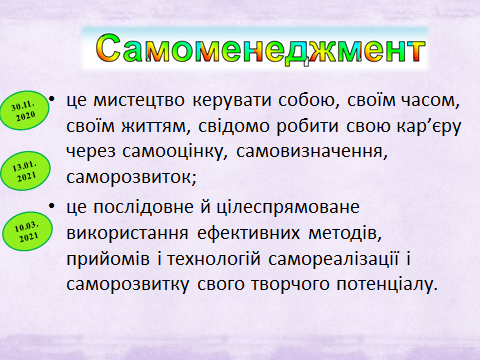 Самоменеджмент
30.11.
2020
13.01.
2021
10.03.
2021
• це мистецтво керувати собою, своїм часом,
своїм життям, свідомо робити свою кар’єру
через самооцінку, самовизначення,
саморозвиток;
• це послідовне й цілеспрямоване
використання ефективних методів,
прийомів і технологій самореалізації і
саморозвитку свого творчого потенціалу.